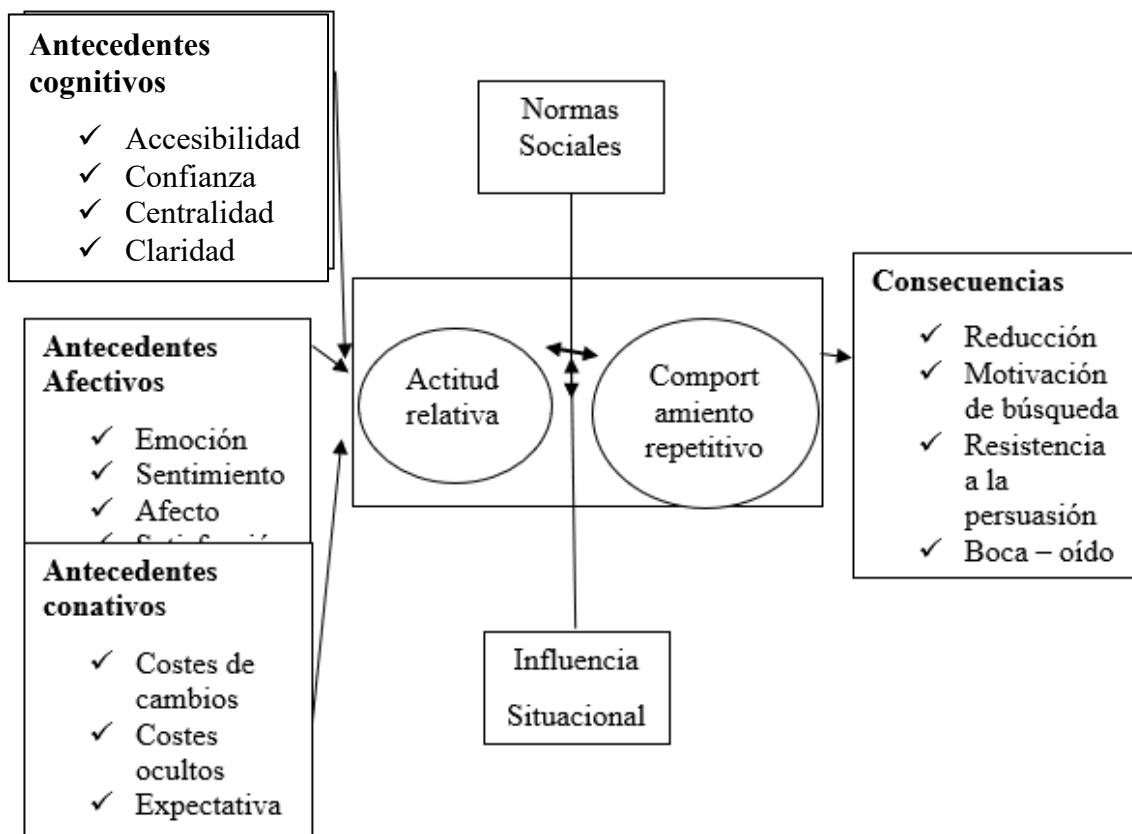 Antecedentes
cognitivos
✓ Accesibilidad
✓ Confianza
✓ Centralidad
✓ Claridad
Antecedentes
Afectivos
✓ Emoción
✓ Sentimiento
✓ Afecto
Antecedentes
conativos
✓ Costes de
cambios
✓ Costes
ocultos
✓ Expectativa
Normas
Sociales
Actitud
relativa
Comport
amiento
repetitivo
Influencia
Situacional
Consecuencias
✓ Reducción
✓ Motivación
de búsqueda
✓ Resistencia
a la
persuasión
✓ Boca – oído